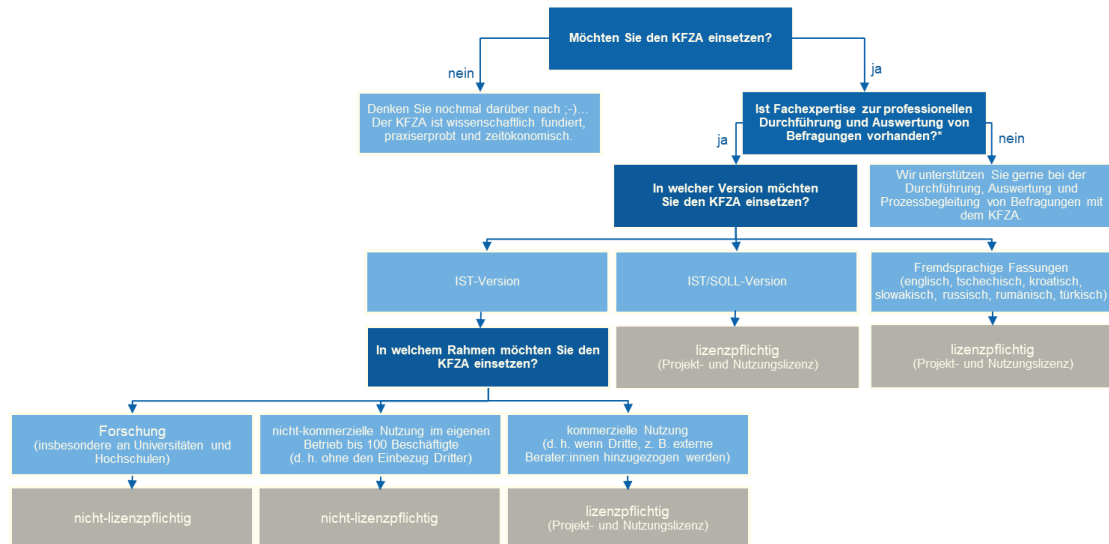 Möchten Sie den KFZA einsetzen?
nein
ja
Denken Sie nochmal darüber nach ;-)...
Der KFZA ist wissenschaftlich fundiert,
praxiserprobt und zeitökonomisch.
Ist Fachexpertise zur professionellen
Durchführung und Auswertung von
Befragungen vorhanden?*
ja
nein
In welcher Version möchten
Sie den KFZA einsetzen?
Wir unterstützen Sie gerne bei der
Durchführung, Auswertung und
Prozessbegleitung von Befragungen mit
dem KFZA.
IST-Version
IST/SOLL-Version
Fremdsprachige Fassungen
(englisch, tschechisch, kroatisch,
slowakisch, russisch, rumänisch, türkisch)
In welchem Rahmen möchten Sie den
KFZA einsetzen?
lizenzpflichtig
(Projekt- und Nutzungslizenz)
lizenzpflichtig
(Projekt- und Nutzungslizenz)
Forschung
(insbesondere an Universitäten und
Hochschulen)
nicht-kommerzielle Nutzung im eigenen
Betrieb bis 100 Beschäftigte
(d. h. ohne den Einbezug Dritter)
kommerzielle Nutzung
(d. h. wenn Dritte, z. B. externe
Berater:innen hinzugezogen werden)
nicht-lizenzpflichtig
nicht-lizenzpflichtig
lizenzpflichtig
(Projekt- und Nutzungslizenz)